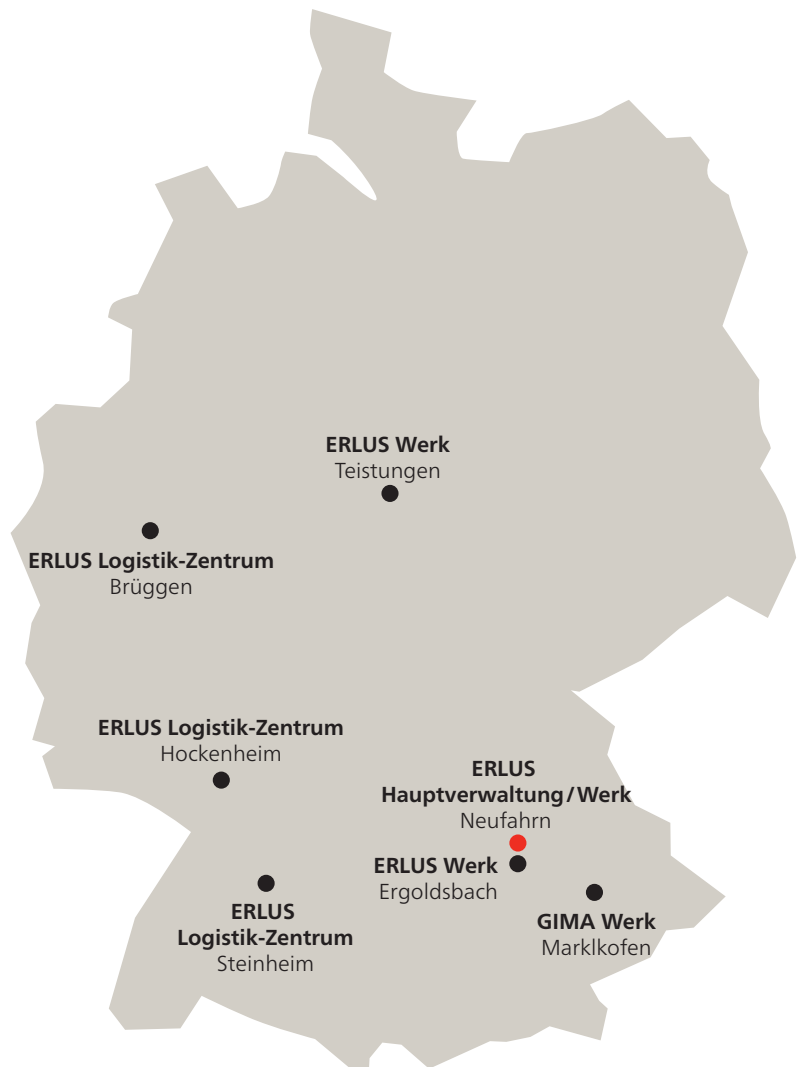 ERLUS Werk
Teistungen
ERLUS Logistik-Zentrum
Brüggen
ERLUS Logistik-Zentrum
Hockenheim
ERLUS
Hauptverwaltung/Werk
Neufahrn
ERLUS Werk
Ergoldsbach
ERLUS
Logistik-Zentrum
Steinheim
GIMA Werk
Marklkofen